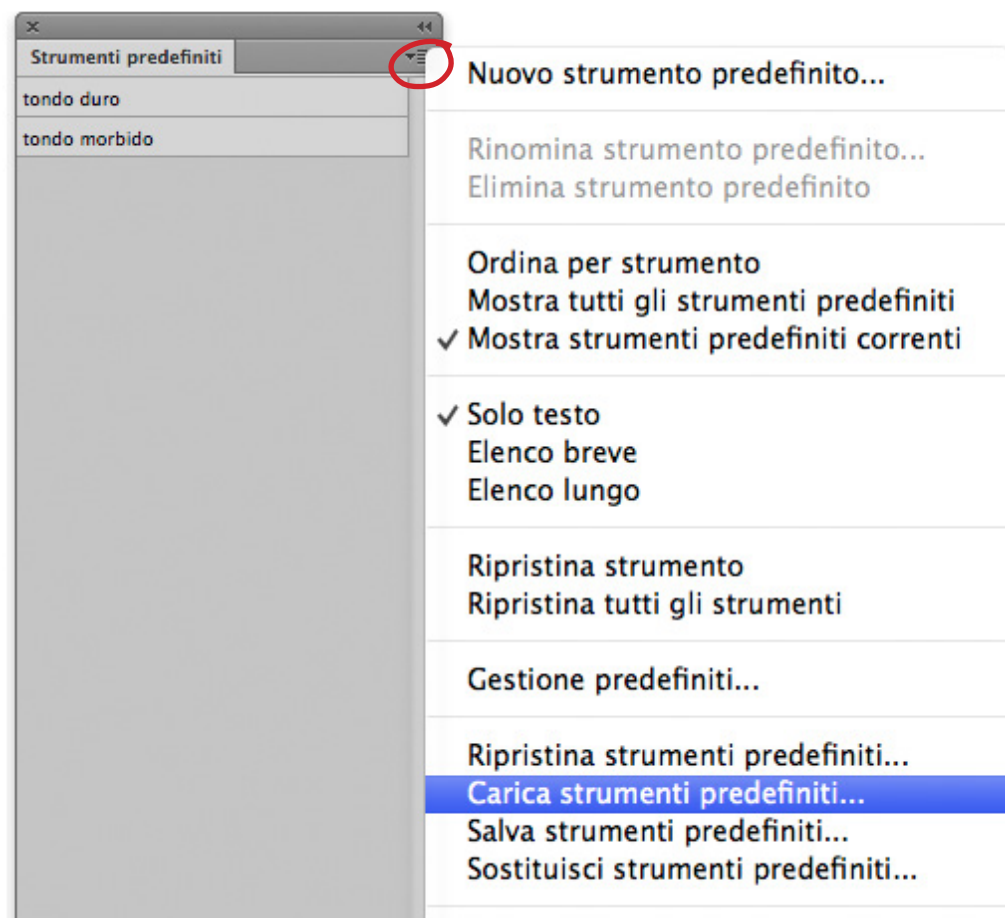 Strumenti predefiniti
tondo duro
tondo morbido
Nuovo strumento predefinito...
Rinomina strumento predefinito...
Elimina strumento predefinito
Ordina per strumento
Mostra tutti gli strumenti predefiniti
✓ Mostra strumenti predefiniti correnti
✓ Solo testo
Elenco breve
Elenco lungo
Ripristina strumento
Ripristina tutti gli strumenti
Gestione predefiniti...
Ripristina strumenti predefiniti...
Carica strumenti predefiniti...
Salva strumenti predefiniti...
Sostituisci strumenti predefiniti...